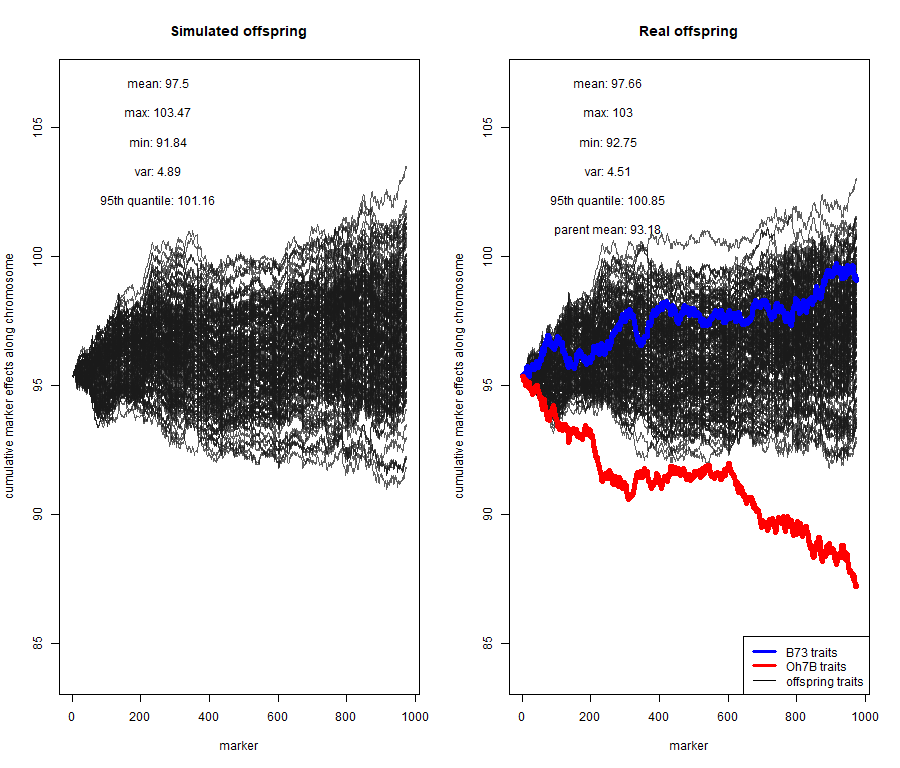 Simulated offspring
mean: 97.5
max: 103.47
min: 91.84
var: 4.89
95th quantile: 101.16
cumulative marker effects along chromosome
105
100
95
90
85
0 200 400 600 800 1000
marker
Real offspring
mean: 97.66
max: 103
min: 92.75
var: 4.51
95th quantile: 100.85
parent mean: 93.18
cumulative marker effects along chromosome
105
100
95
90
85
B73 traits
Oh7B traits
offspring traits
0 200 400 600 800 1000
marker